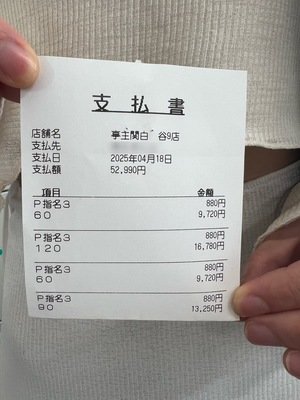 支 払 書
店舗名 亭主関白゛ 谷9店
支払先
支払日 2025年04月18日
支払額 52,990円
項目 金額
P指名3 880円
60 9,720円
P指名3 880円
120 16,780円
P指名3 880円
60 9,720円
P指名3 880円
90 13,250円